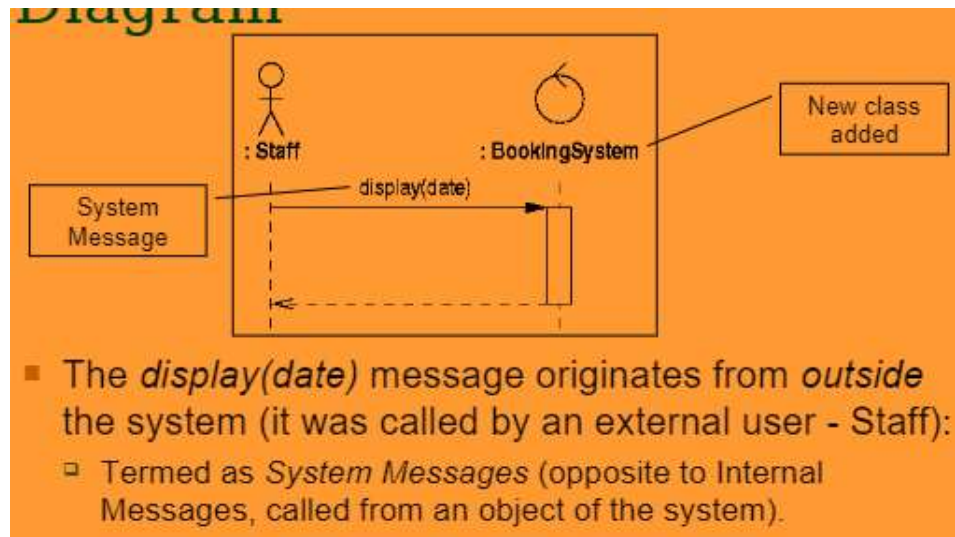 Diagram
New class
added
: Staff
: BookingSystem
display(date)
System
Message
The display(date) message originates from outside
the system (it was called by an external user - Staff):
Termed as System Messages (opposite to Internal
Messages, called from an object of the system).